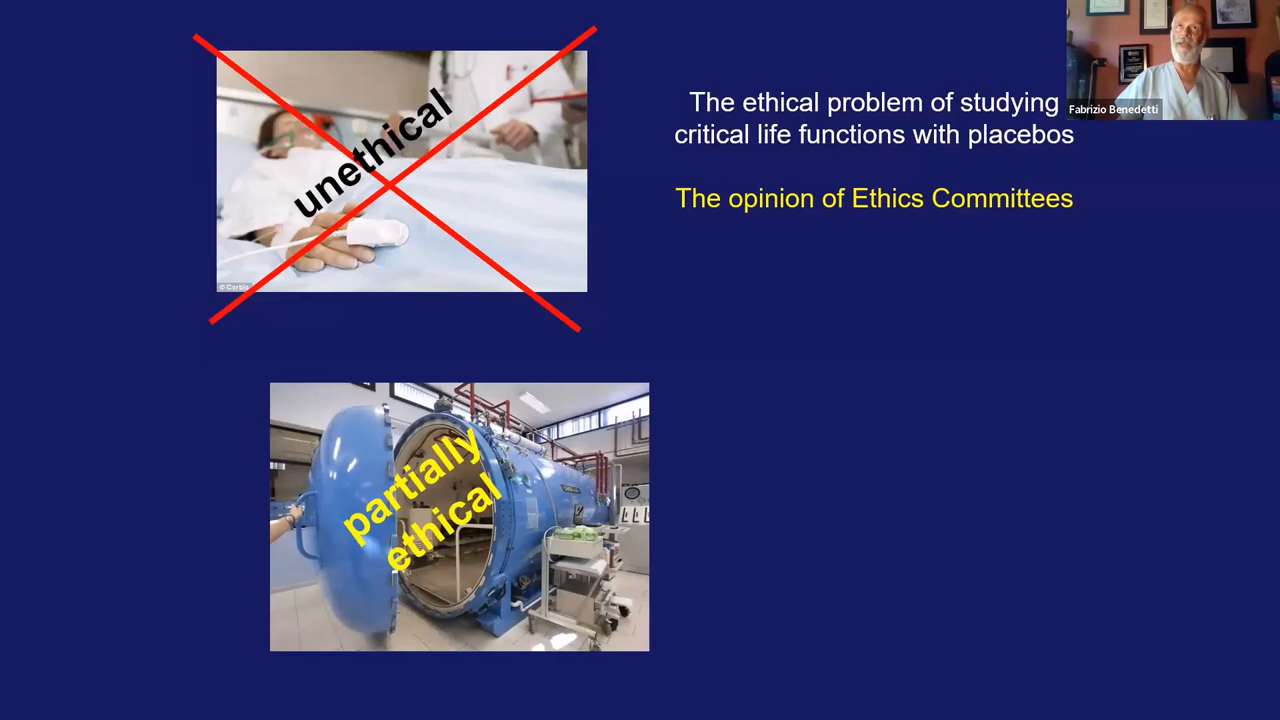 unethical
© Corbis
The ethical problem of studying
critical life functions with placebos
The opinion of Ethics Committees
Fabrizio Benedetti
partially
ethical